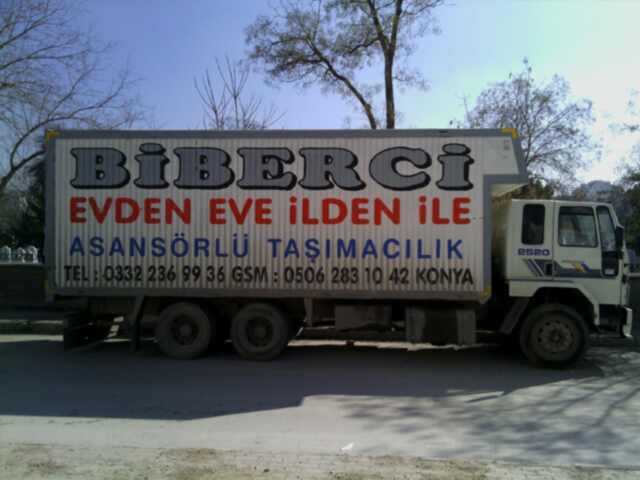 BİBERCİ
EVDEN EVE İLDEN İLE
ASANSÖRLÜ TAŞIMACILIK
TEL : 0332 236 99 36 GSM : 0506 283 10 42 KONYA
2520